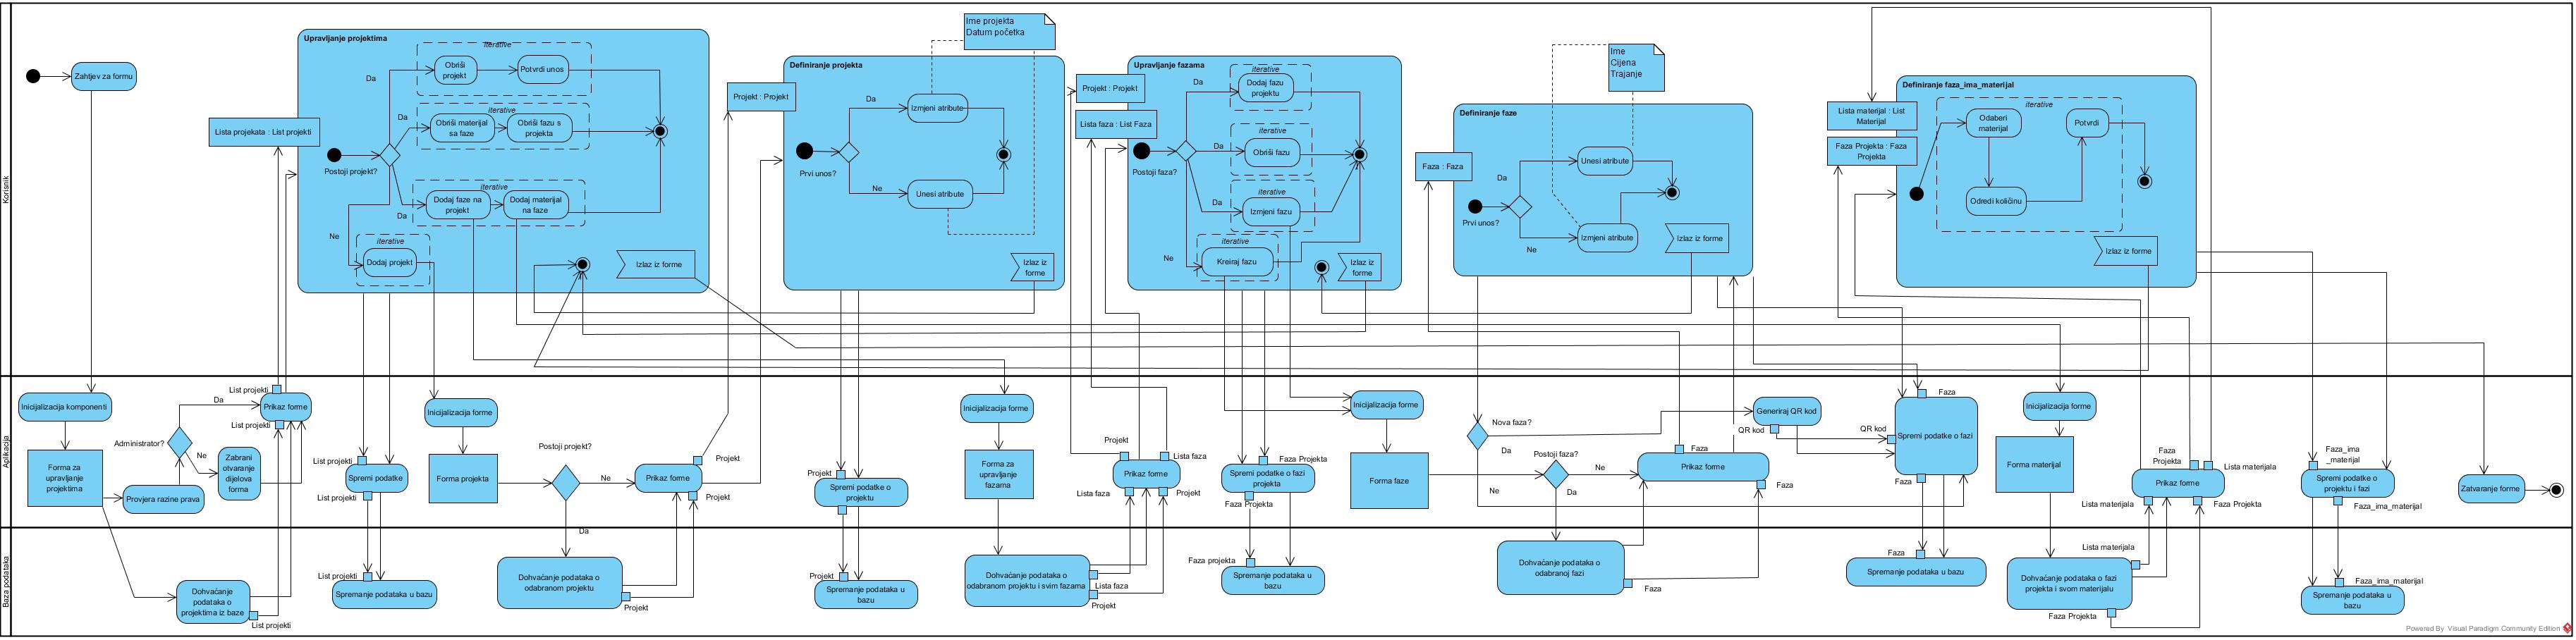 Korisnik
Zahtjev za formu
Lista projekata : List projekti
Upravljanje projektima
iterative
Obriši
projekt
Potvrdi unos
Da
iterative
Obriši materijal
sa faze
Obriši fazu s
projekta
Da
Postoji projekt?
iterative
Dodaj faze na
projekt
Dodaj materijal
na faze
Da
Ne
iterative
Dodaj projekt
Izlaz iz forme
Projekt : Projekt
Ime projekta
Datum početka
Definiranje projekta
Da
Izmjeni atribute
Prvi unos?
Ne
Unesi atribute
Izlaz iz
forme
Projekt : Projekt
Lista faza : List Faza
Upravljanje fazama
iterative
Da
Dodaj fazu
projektu
iterative
Da
Obriši fazu
Postoji faza?
iterative
Da
Izmjeni fazu
iterative
Ne
Kreiraj fazu
Izlaz iz
forme
Ime
Cijena
Trajanje
Faza : Faza
Definiranje faze
Unesi atribute
Da
Prvi unos?
Ne
Izmjeni atribute
Izlaz iz forme
Lista materijal : List
Materijal
Faza Projekta : Faza
Projekta
Definiranje faza_ima_materijal
iterative
Odaberi
materijal
Potvrdi
Odredi količinu
Izlaz iz forme
Aplikacija
Inicijalizacija komponenti
Forma za
upravljanje
projektima
Administrator?
Da
Ne
Provjera razine prava
Zabrani
otvaranje
dijelova
forma
List projekti
Prikaz forme
List projekti
List projekti
Spremi podatke
List projekti
Inicijalizacija forme
Forma projekta
Postoji projekt?
Ne
Da
Prikaz forme
Projekt
Projekt
Projekt
Spremi podatke o
projektu
Inicijalizacija forme
Forma za
upravljanje
fazama
Projekt
Lista faza
Prikaz forme
Lista faza
Projekt
Faza Projekta
Spremi podatke o fazi
projekta
Faza Projekta
Inicijalizacija forme
Forma faze
Nova faza?
Da
Ne
Postoji faza?
Ne
Da
Faza
Prikaz forme
Faza
Generiraj QR kod
QR kod
QR kod
Faza
Spremi podatke o fazi
Faza
Inicijalizacija forme
Forma materijal
Faza
Projekta
Lista materijala
Prikaz forme
Lista materijala
Faza Projekta
Faza_ima
_materijal
Spremi podatke o
projektu i fazi
Faza_ima_materijal
Zatvaranje forme
Baza podataka
Dohvaćanje
podataka o
projektima iz baze
List projekti
List projekti
Spremanje podataka u bazu
Dohvaćanje podataka o
odabranom projektu
Projekt
Projekt
Spremanje podataka u
bazu
Dohvaćanje podataka o
odabranom projektu i svim fazama
Lista faza
Projekt
Faza projekta
Spremanje podataka u
bazu
Dohvaćanje podataka o
odabranoj fazi
Faza
Faza
Spremanje podataka u bazu
Lista materijala
Dohvaćanje podataka o fazi
projekta i svom materijalu
Faza Projekta
Faza_ima_materijal
Spremanje podataka u
bazu
Powered By Visual Paradigm Community Edition